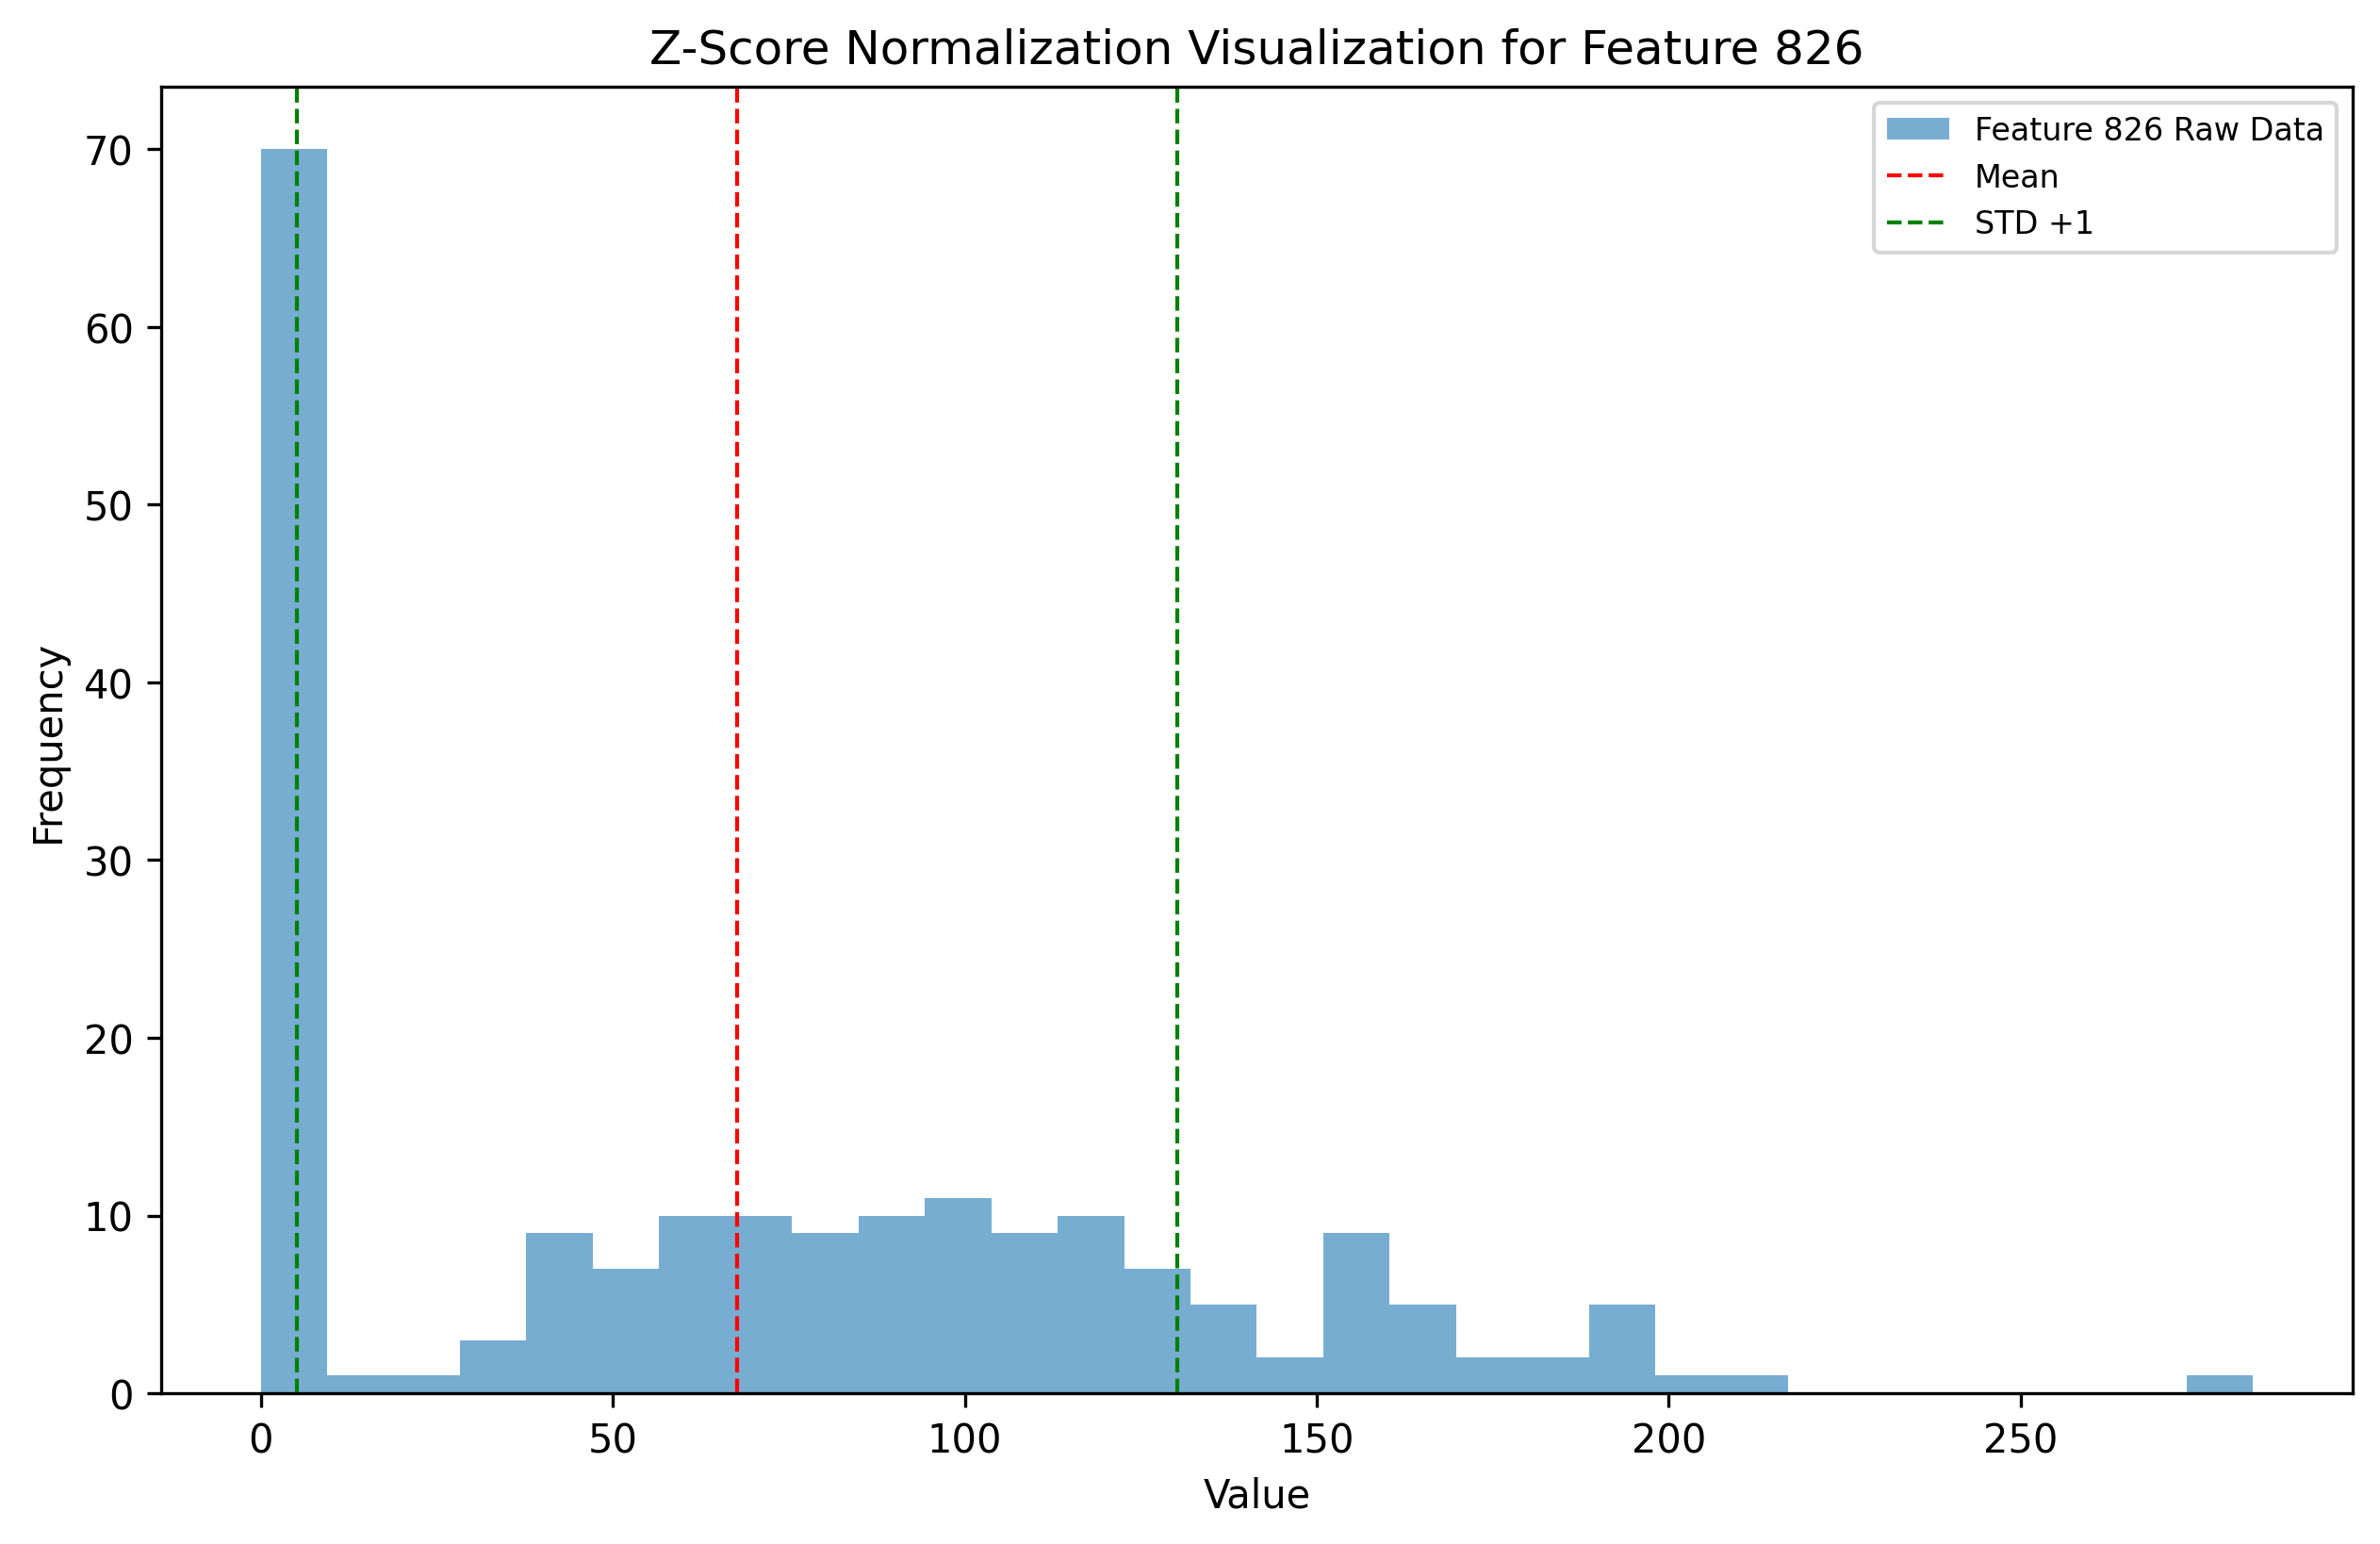 Z-Score Normalization Visualization for Feature 826
Feature 826 Raw Data
Mean
STD +1
70
60
50
40
30
20
10
0
Frequency
0 50 100 150 200 250
Value